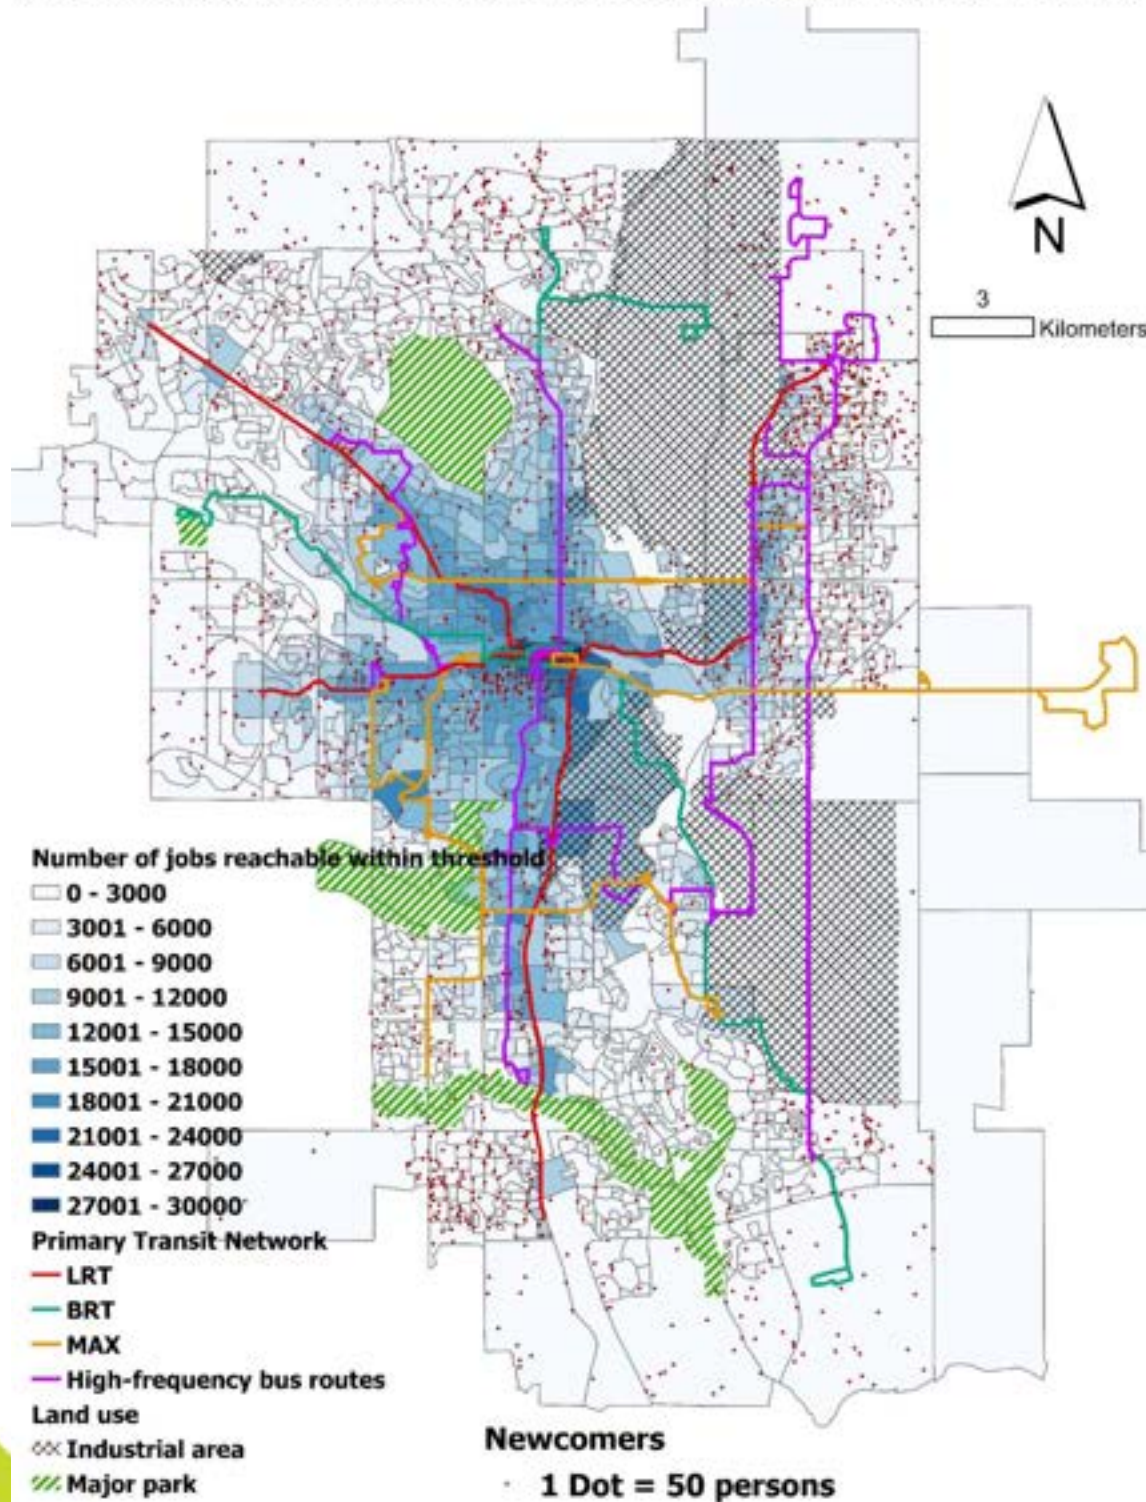 N
3
Kilometers
Number of jobs reachable within threshold
0 - 3000
3001 - 6000
6001 - 9000
9001 - 12000
12001 - 15000
15001 - 18000
18001 - 21000
21001 - 24000
24001 - 27000
27001 - 30000
Primary Transit Network
LRT
BRT
MAX
High-frequency bus routes
Land use
Industrial area
Major park
Newcomers
1 Dot = 50 persons